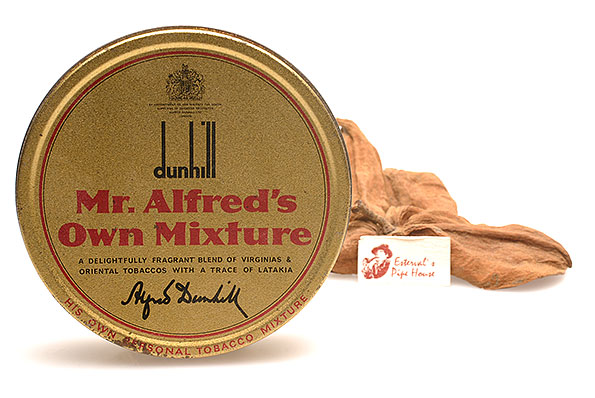 dunhill
Mr. Alfred's
Own Mixture
A DELIGHTFULLY FRAGRANT BLEND OF VIRGINIAS &
ORIENTAL TOBACCOS WITH A TRACE OF LATAKIA
Alfred Dunhill
HIS OWN PERSONAL TOBACCO MIXTURE
Esterval's
Pipe House